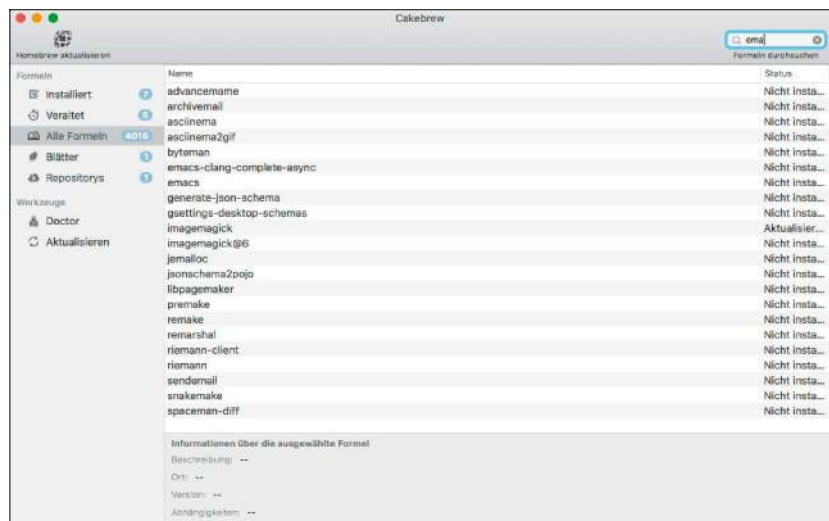 Cakebrew
ema
Homebrew aktualisieren
Formeln durchsuchen
Formeln
Installiert 7
Veraltet 5
Alle Formeln 4016
Blätter 1
Repositorys 1
Werkzeuge
Doctor
Aktualisieren
Name Status
advancemame Nicht insta...
archivemail Nicht insta...
asciinema Nicht insta...
asciinema2gif Nicht insta...
byteman Nicht insta...
emacs-clang-complete-async Nicht insta...
emacs Nicht insta...
generate-json-schema Nicht insta...
gsettings-desktop-schemas Nicht insta...
imagemagick Aktualisier...
imagemagick@6 Nicht insta...
jemalloc Nicht insta...
jsonschema2pojo Nicht insta...
libpagemaker Nicht insta...
premake Nicht insta...
remake Nicht insta...
remarshal Nicht insta...
riemann-client Nicht insta...
riemann Nicht insta...
sendemail Nicht insta...
snakemake Nicht insta...
spaceman-diff Nicht insta...
Informationen über die ausgewählte Formel
Beschreibung: --
Ort: --
Version: --
Abhängigkeiten: --